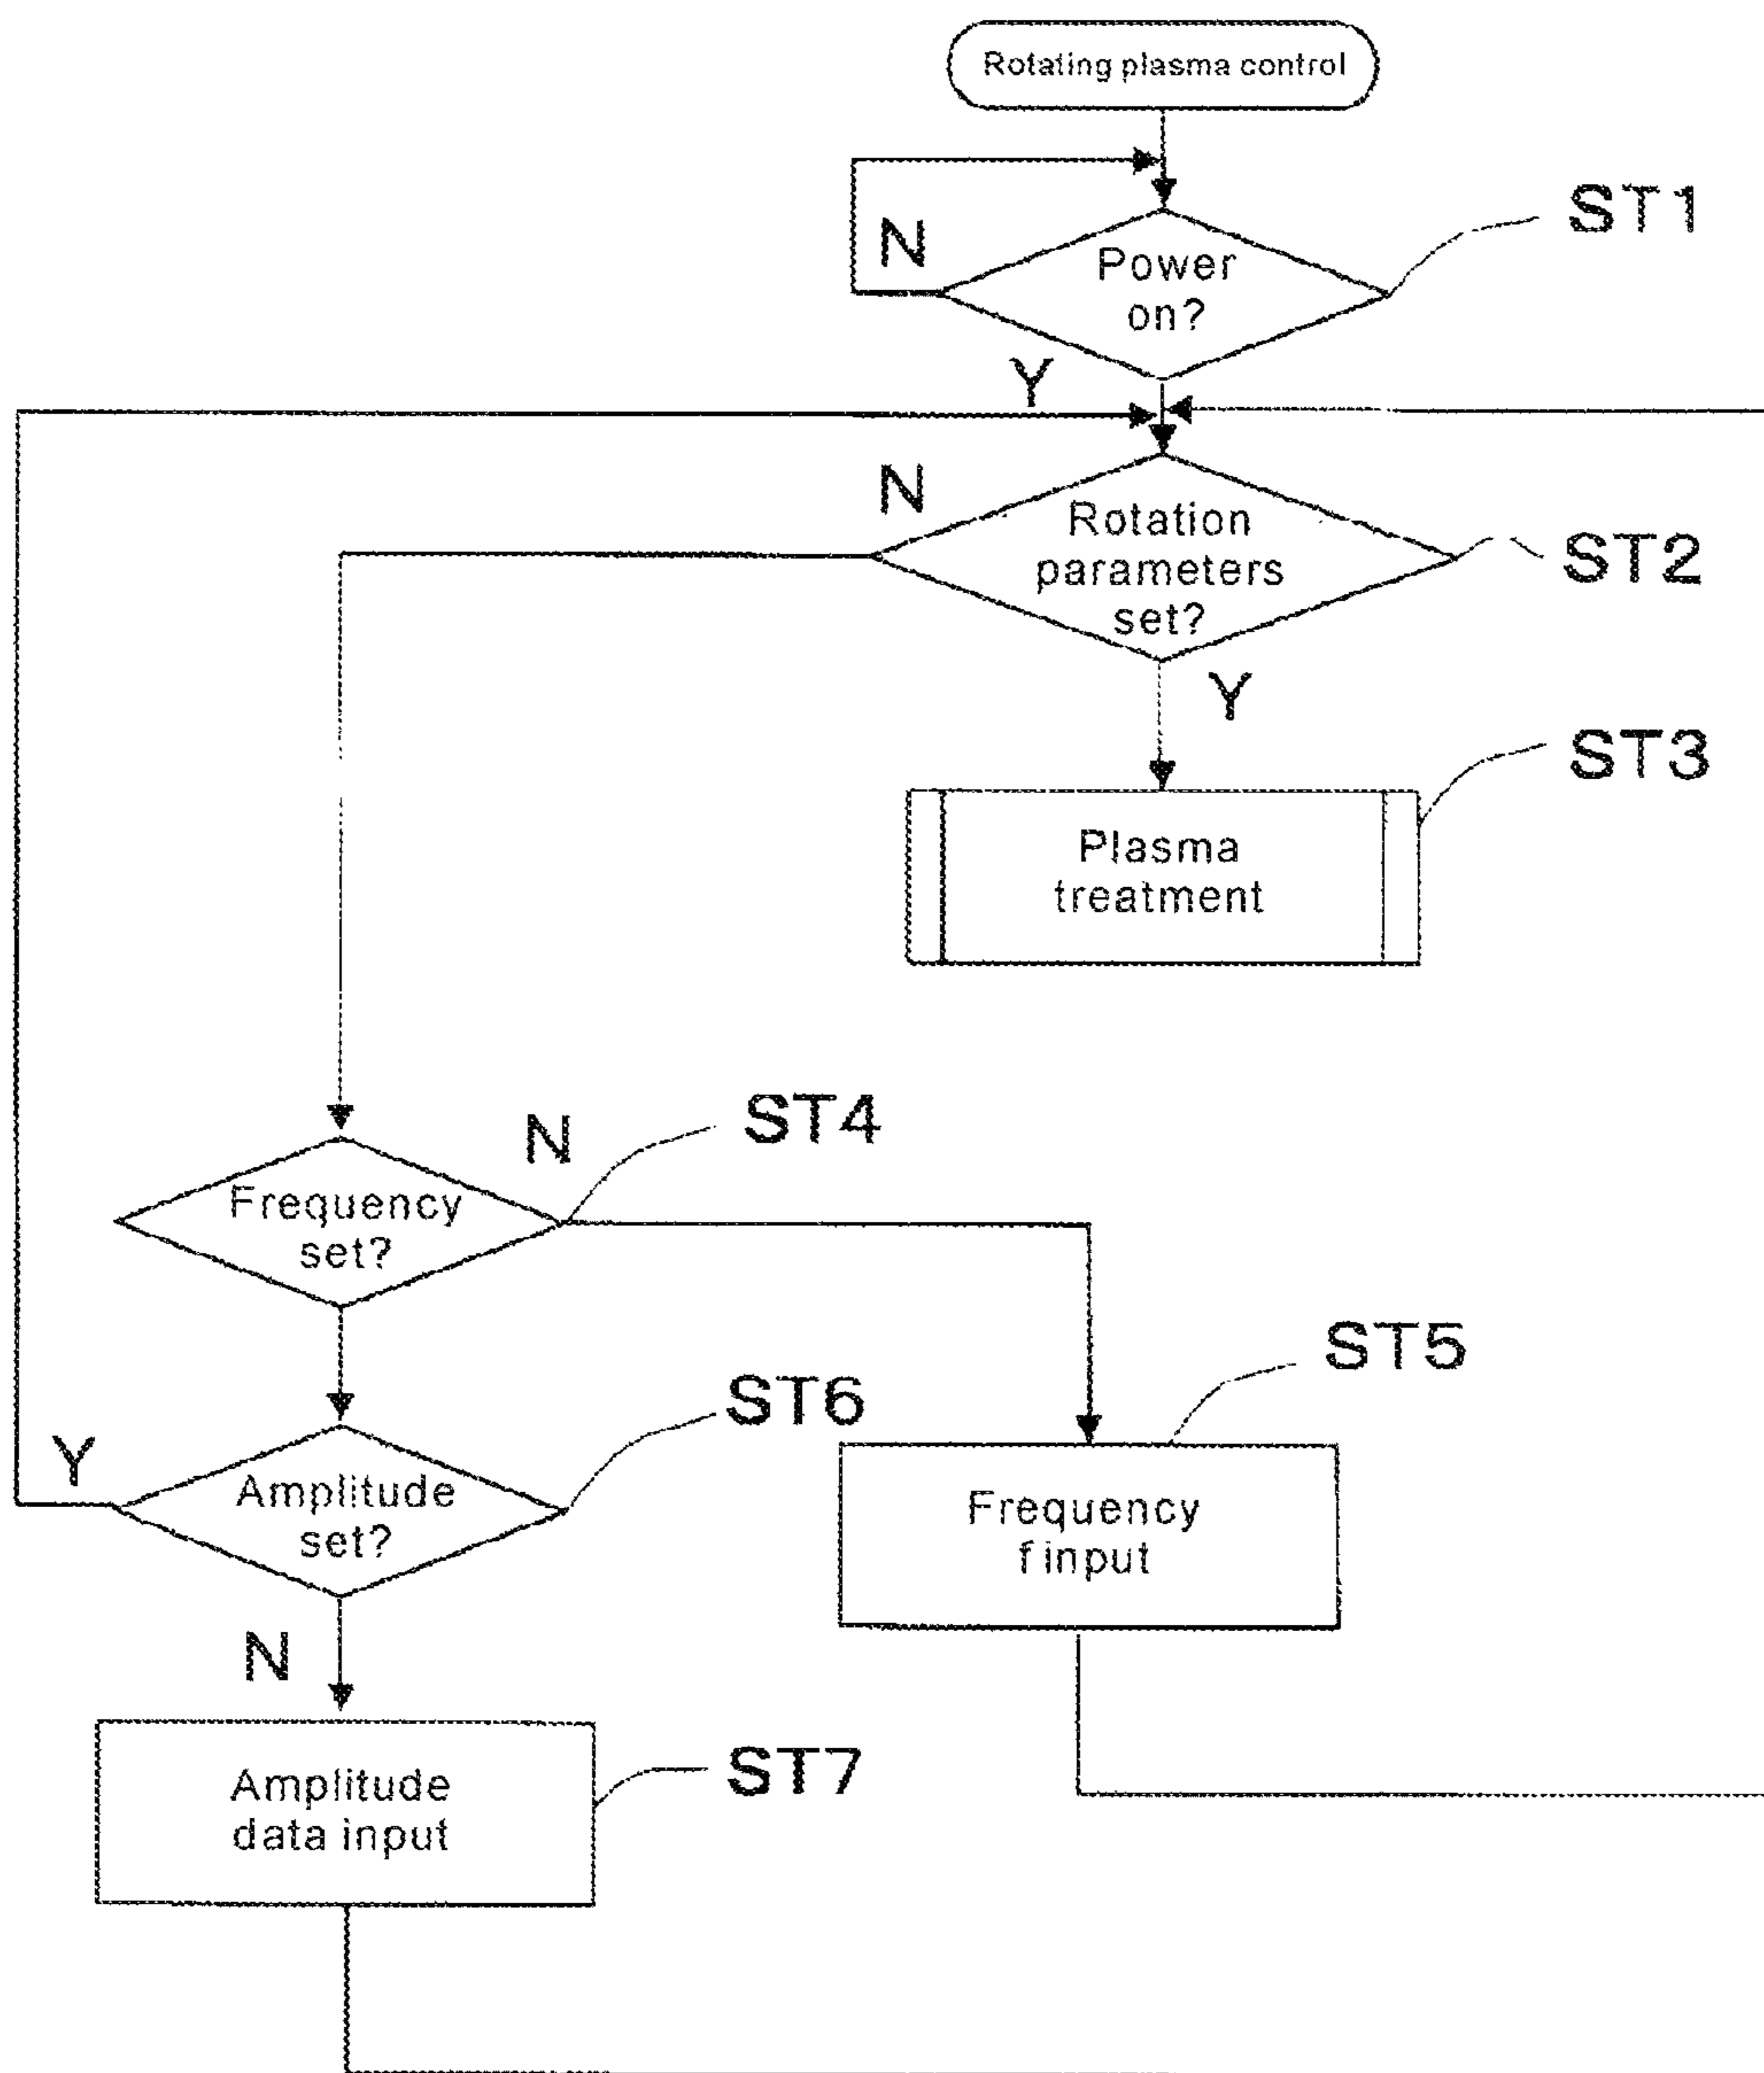 Rotating plasma control
N
Power
on?
ST1
Y
N
Rotation
parameters
set?
ST2
Y
Plasma
treatment
ST3
Frequency
set?
N
ST4
ST5
Y
Amplitude
set?
ST6
Frequency
f input
N
Amplitude
data input
ST7